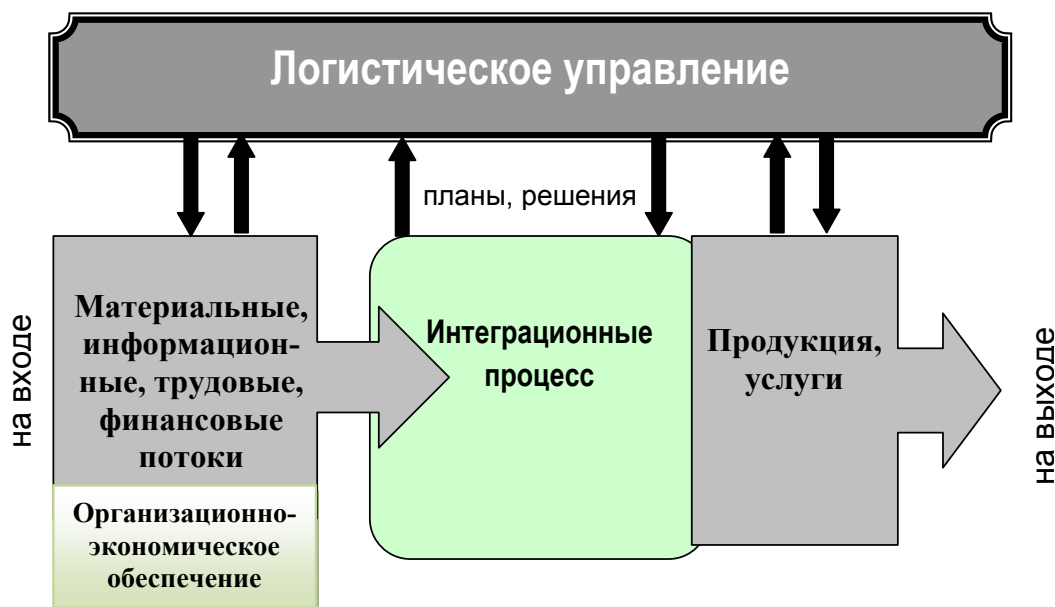 Логистическое управление
планы, решения
на входе
Материальные,
информацион-
ные, трудовые,
финансовые
потоки
Организационно-
экономическое
обеспечение
Интеграционные
процесс
Продукция,
услуги
на выходе